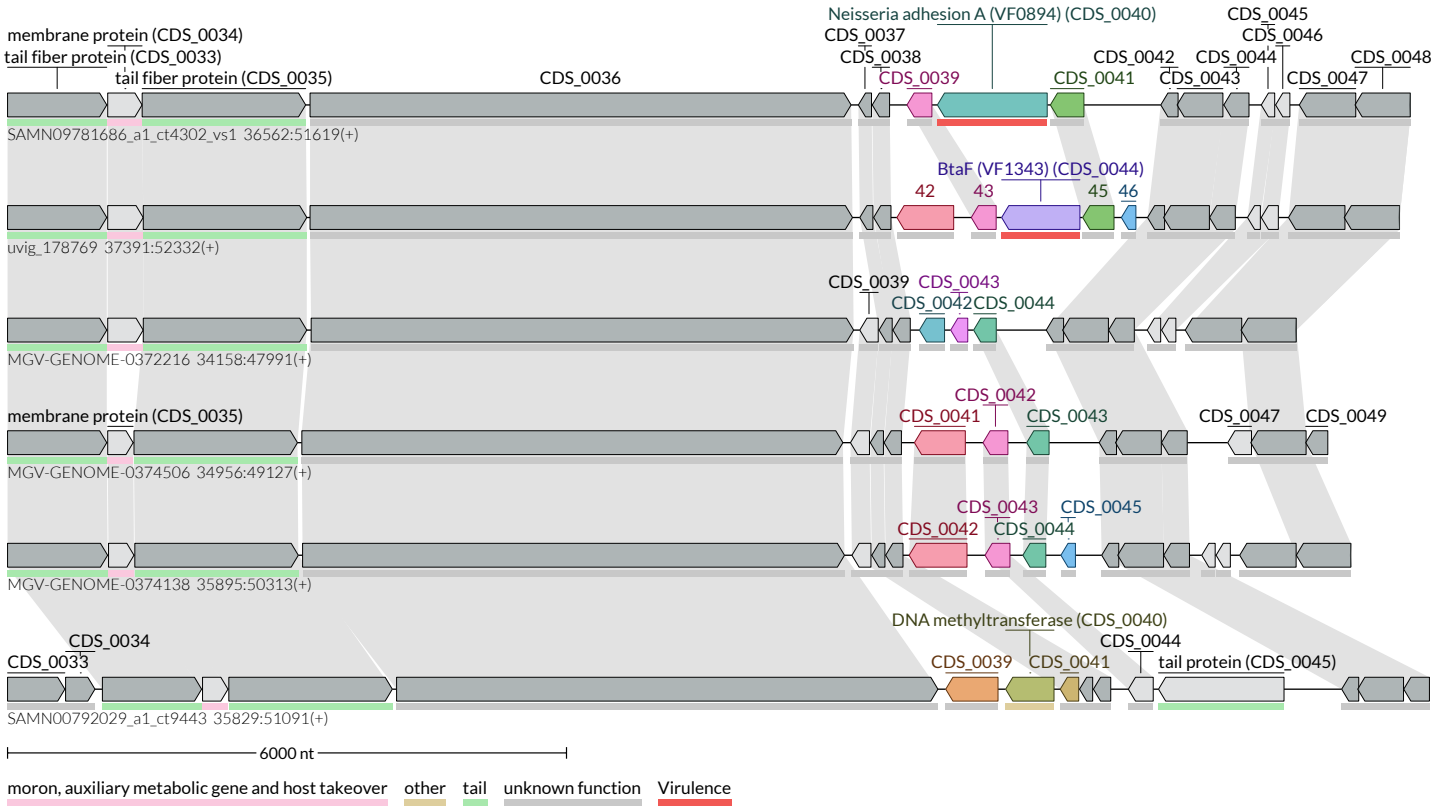 Neisseria adhesion A (VF0894) (CDS_0040)
CDS_0045
membrane protein (CDS_0034)
CDS_0037
CDS_0046
tail fiber protein (CDS_0033)
CDS_0038
CDS_0042
CDS_0044
CDS_0048
tail fiber protein (CDS_0035)
CDS_0036
CDS_0039
CDS_0041
CDS_0043
CDS_0047
SAMN09781686_a1_ct4302_vs1 36562:51619(+)
BtaF (VF1343) (CDS_0044)
42
43
45
46
uvig_178769 37391:52332(+)
CDS_0039
CDS_0043
CDS_0042
CDS_0044
MGV-GENOME-0372216 34158:47991(+)
CDS_0042
membrane protein (CDS_0035)
CDS_0041
CDS_0043
CDS_0047
CDS_0049
MGV-GENOME-0374506 34956:49127(+)
CDS_0043
CDS_0045
CDS_0042
CDS_0044
MGV-GENOME-0374138 35895:50313(+)
DNA methyltransferase (CDS_0040)
CDS_0034
CDS_0044
CDS_0033
CDS_0039
CDS_0041
tail protein (CDS_0045)
SAMN00792029_a1_ct9443 35829:51091(+)
6000 nt
moron, auxiliary metabolic gene and host takeover
other
tail
unknown function
Virulence